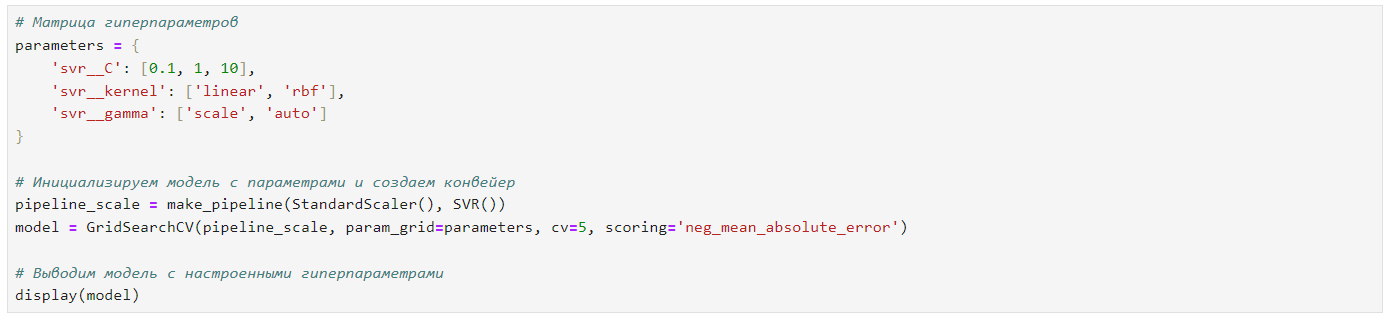 # Матрица гиперпараметров
parameters = {
    'svr__C': [0.1, 1, 10],
    'svr__kernel': ['linear', 'rbf'],
    'svr__gamma': ['scale', 'auto']
}
# Инициализируем модель с параметрами и создаем конвейер
pipeline_scale = make_pipeline(StandardScaler(), SVR())
model = GridSearchCV(pipeline_scale, param_grid=parameters, cv=5, scoring='neg_mean_absolute_error')
# Выводим модель с настроенными гиперпараметрами
display(model)